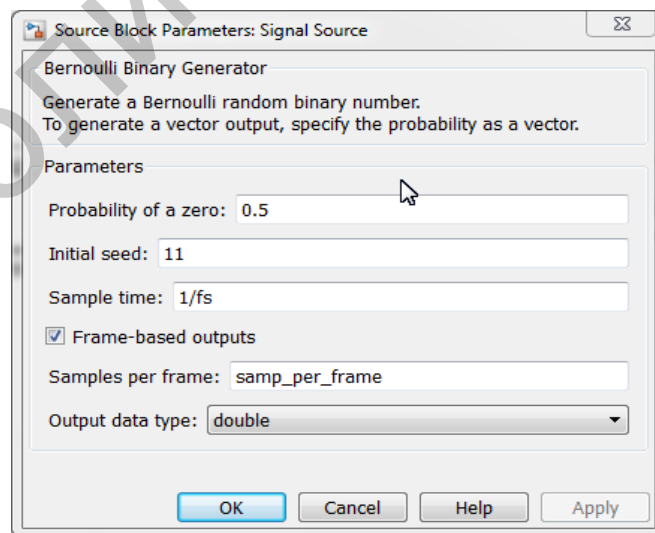 Source Block Parameters: Signal Source
Bernoulli Binary Generator
Generate a Bernoulli random binary number.
To generate a vector output, specify the probability as a vector.
Parameters
Probability of a zero: 0.5
Initial seed: 11
Sample time: 1/fs
Frame-based outputs
Samples per frame: samp_per_frame
Output data type: double
OK Cancel Help Apply